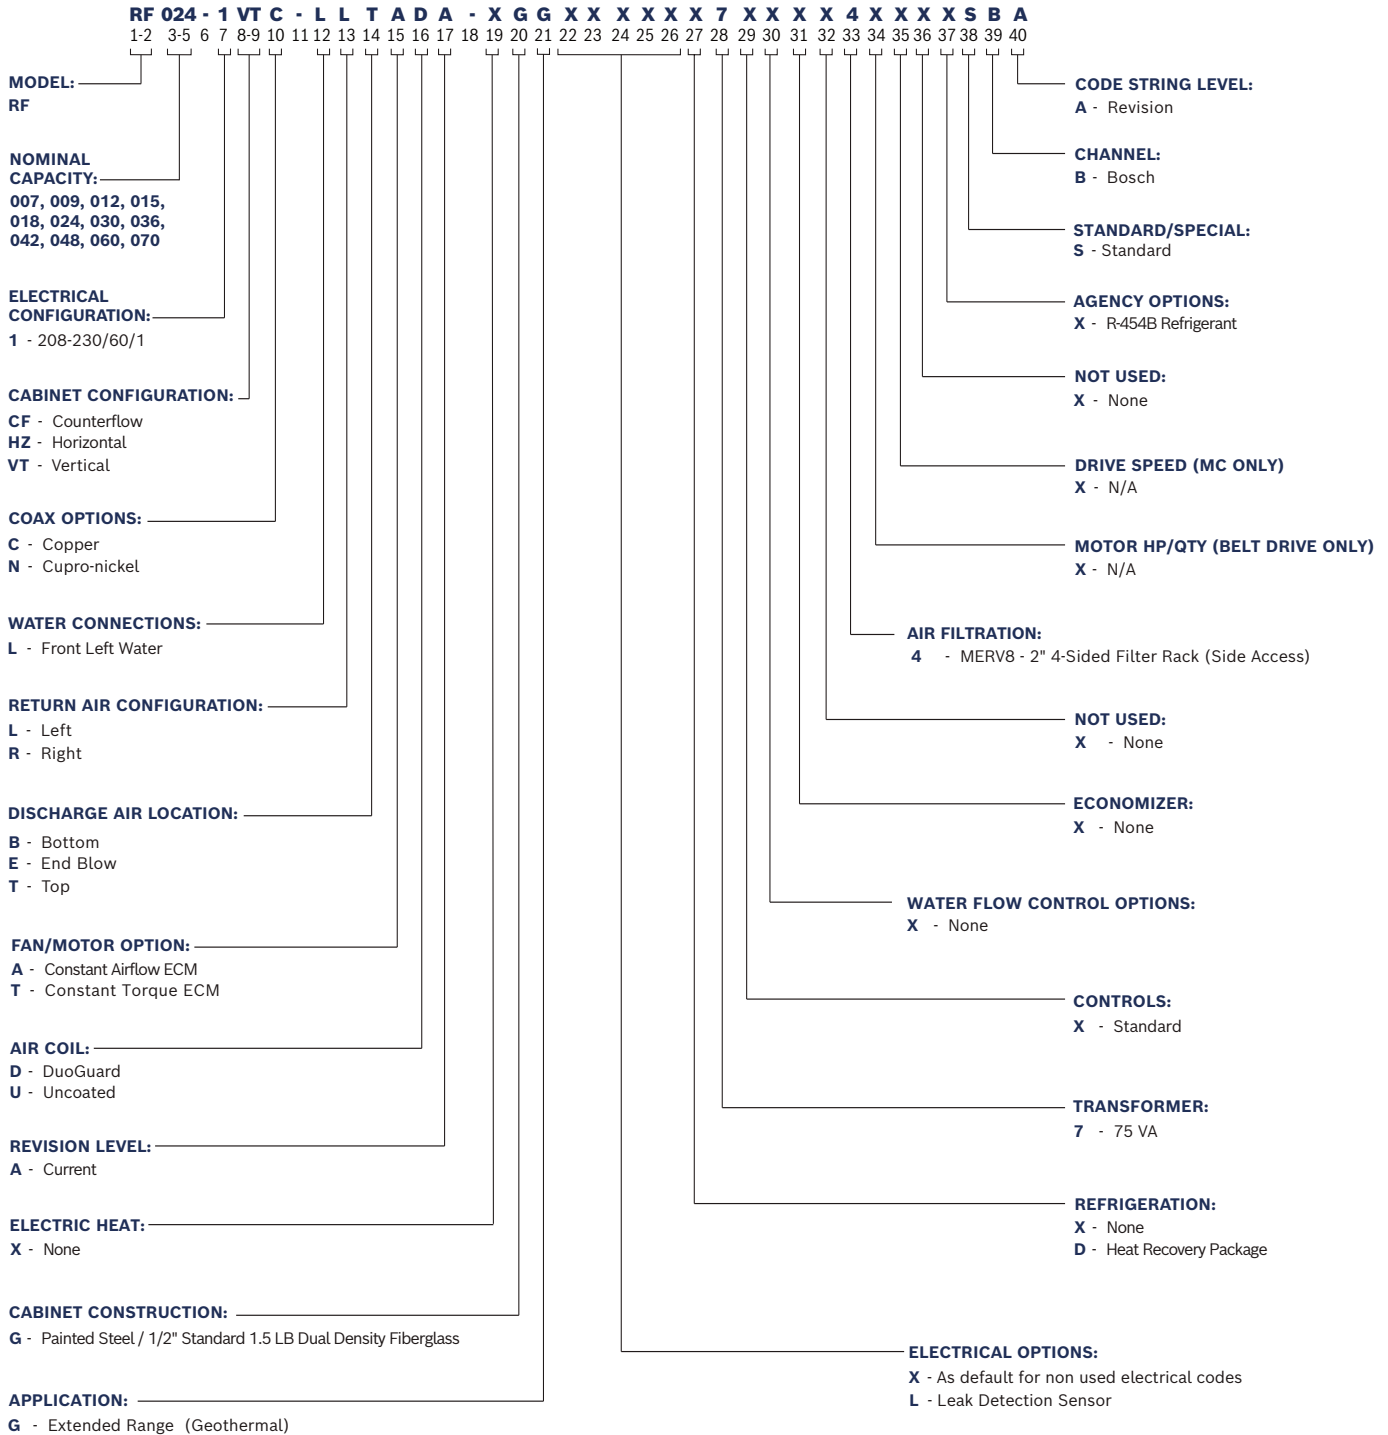 RF 024 - 1 VT C - L L T A D A - X G G X X X X X X 7 X X X X 4 X X X X S B A
1-2 3-5 6 7 8-9 10 11 12 13 14 15 16 17 18 19 20 21 22 23 24 25 26 27 28 29 30 31 32 33 34 35 36 37 38 39 40
MODEL:
RF
NOMINAL
CAPACITY:
007, 009, 012, 015,
018, 024, 030, 036,
042, 048, 060, 070
ELECTRICAL
CONFIGURATION:
1 - 208-230/60/1
CABINET CONFIGURATION:
CF - Counterflow
HZ - Horizontal
VT - Vertical
COAX OPTIONS:
C - Copper
N - Cupro-nickel
WATER CONNECTIONS:
L - Front Left Water
RETURN AIR CONFIGURATION:
L - Left
R - Right
DISCHARGE AIR LOCATION:
B - Bottom
E - End Blow
T - Top
FAN/MOTOR OPTION:
A - Constant Airflow ECM
T - Constant Torque ECM
AIR COIL:
D - DuoGuard
U - Uncoated
REVISION LEVEL:
A - Current
ELECTRIC HEAT:
X - None
CABINET CONSTRUCTION:
G - Painted Steel / 1/2" Standard 1.5 LB Dual Density Fiberglass
APPLICATION:
G - Extended Range (Geothermal)
CODE STRING LEVEL:
A - Revision
CHANNEL:
B - Bosch
STANDARD/SPECIAL:
S - Standard
AGENCY OPTIONS:
X - R-454B Refrigerant
NOT USED:
X - None
DRIVE SPEED (MC ONLY)
X - N/A
MOTOR HP/QTY (BELT DRIVE ONLY)
X - N/A
AIR FILTRATION:
4 - MERV8 - 2" 4-Sided Filter Rack (Side Access)
NOT USED:
X - None
ECONOMIZER:
X - None
WATER FLOW CONTROL OPTIONS:
X - None
CONTROLS:
X - Standard
TRANSFORMER:
7 - 75 VA
REFRIGERATION:
X - None
D - Heat Recovery Package
ELECTRICAL OPTIONS:
X - As default for non used electrical codes
L - Leak Detection Sensor